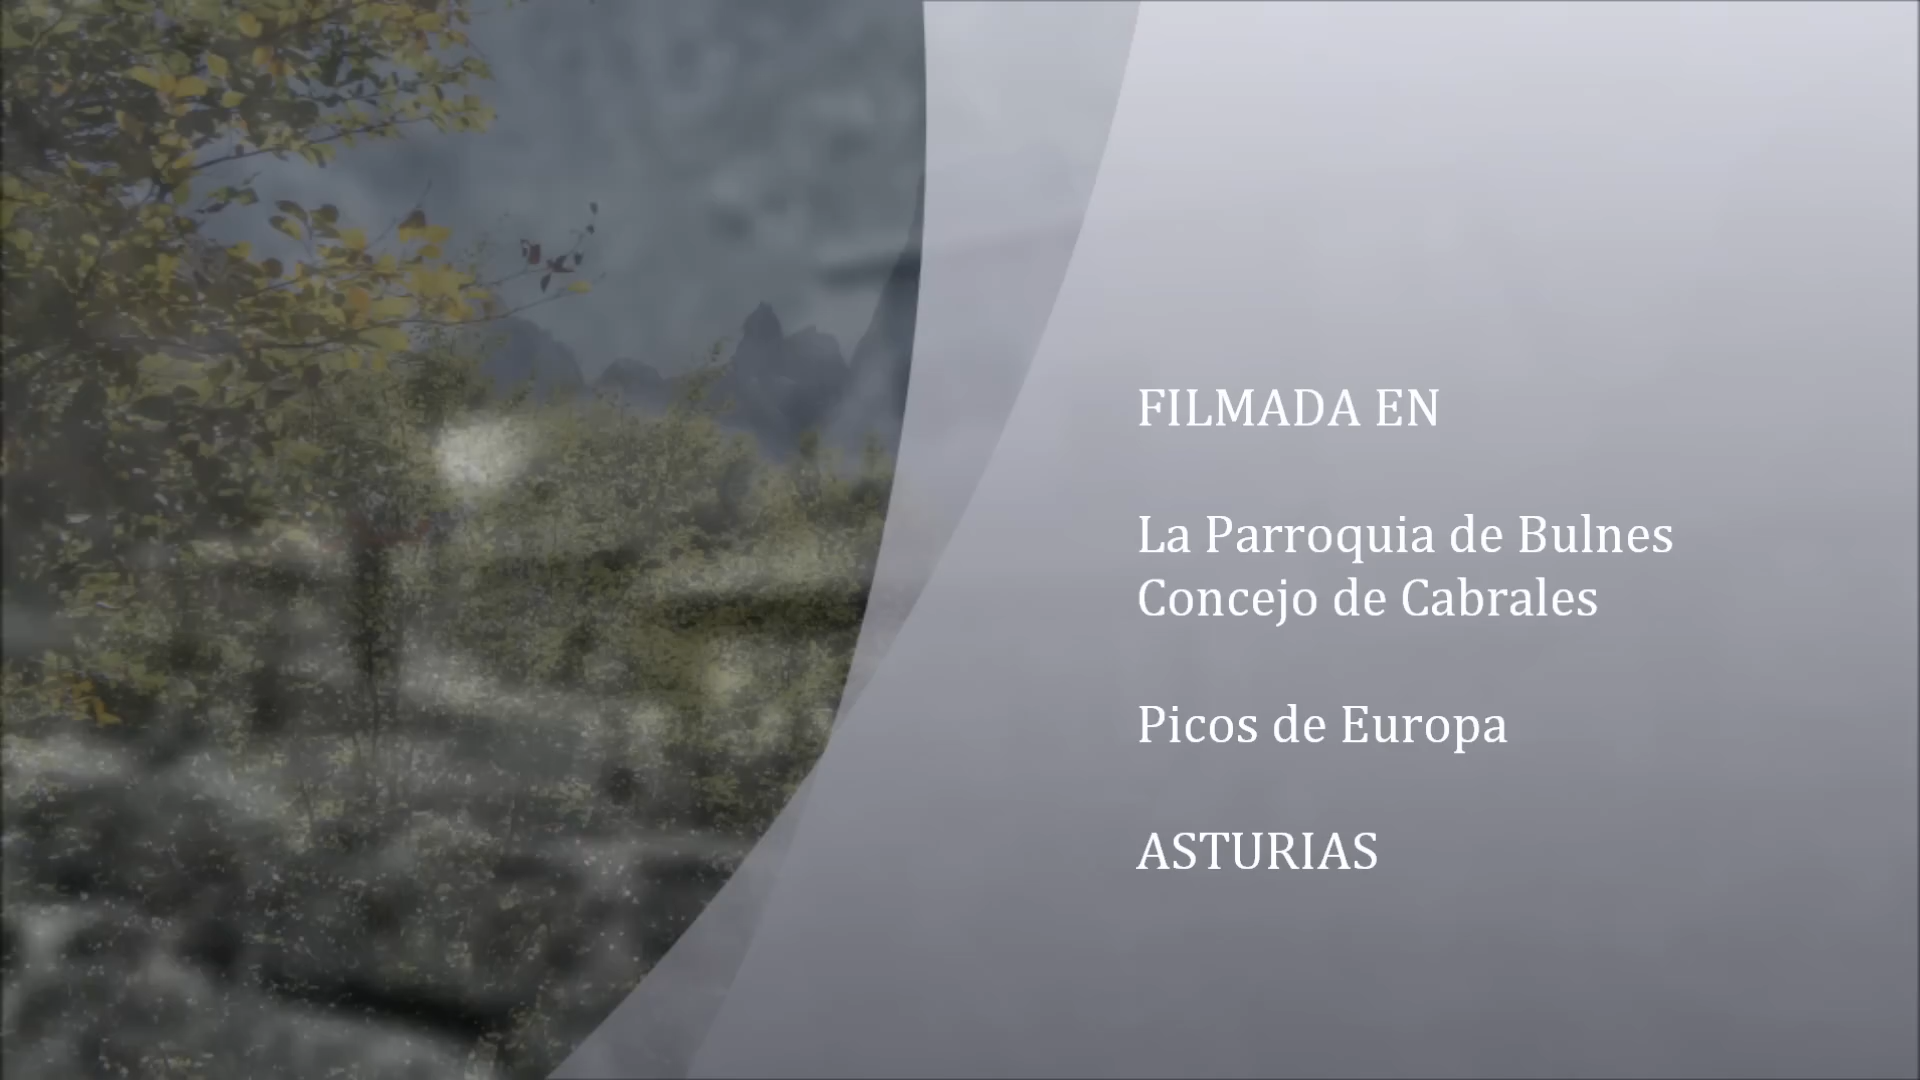 FILMADA EN
La Parroquia de Bulnes
Concejo de Cabrales
Picos de Europa
ASTURIAS